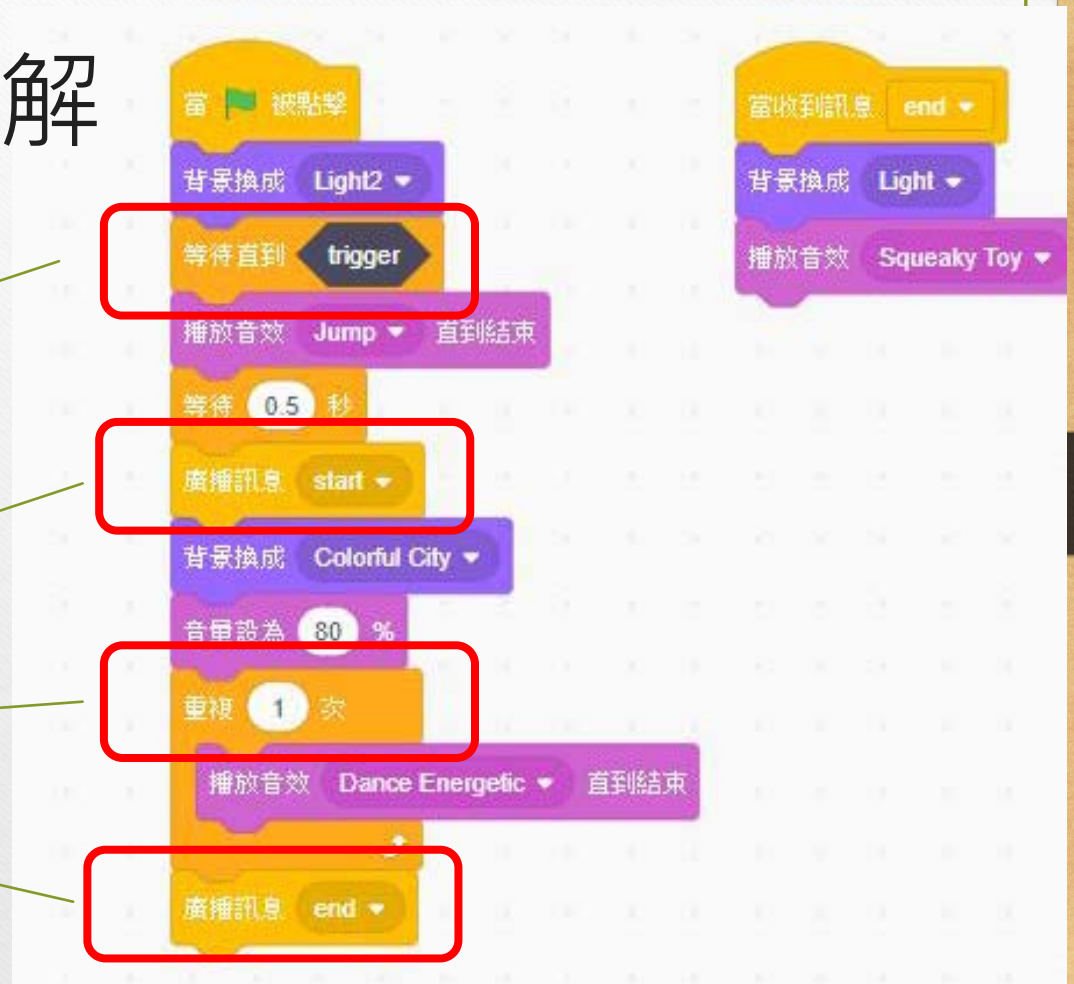 解
當 被點擊
背景換成 Light2
等待直到 trigger
播放音效 Jump 直到結束
等待 0.5 秒
廣播訊息 start
背景換成 Colorful City
音量設為 80 %
重複 1 次
播放音效 Dance Energetic 直到結束
廣播訊息 end
當收到訊息 end
背景換成 Light
播放音效 Squeaky Toy